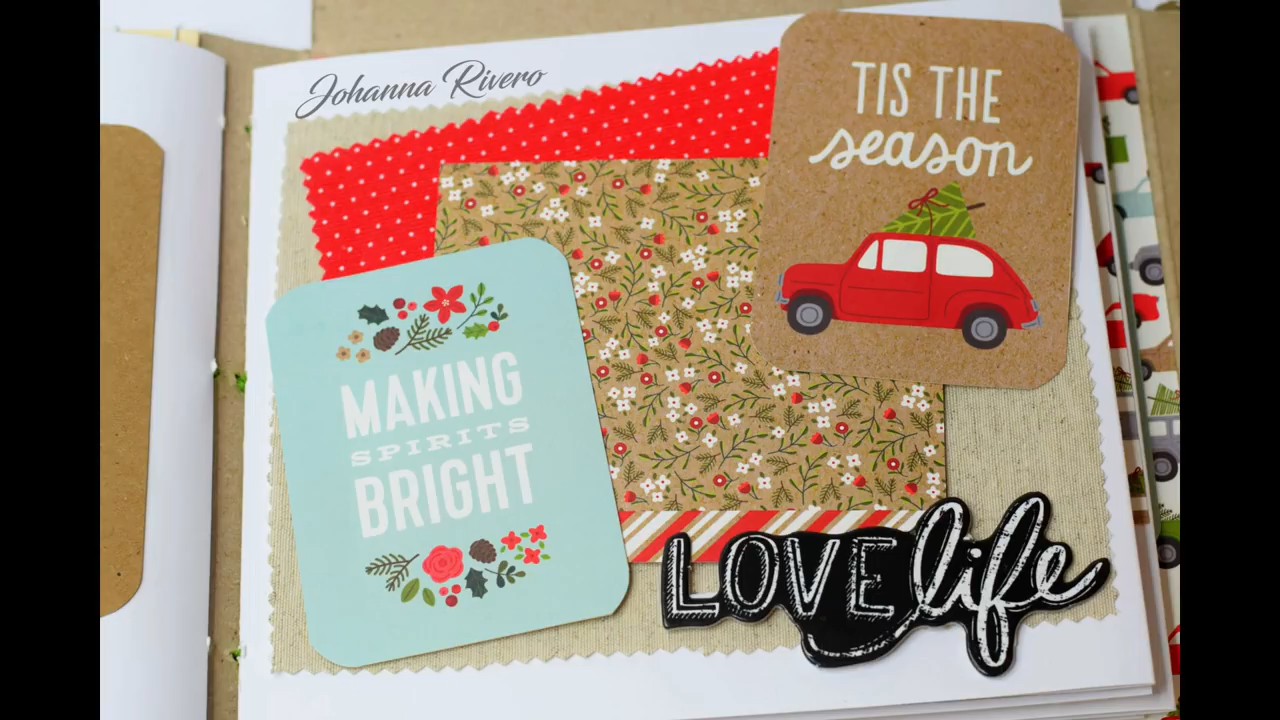 Johanna Rivero
TIS THE
season
MAKING
SPIRITS
BRIGHT
LOVE life